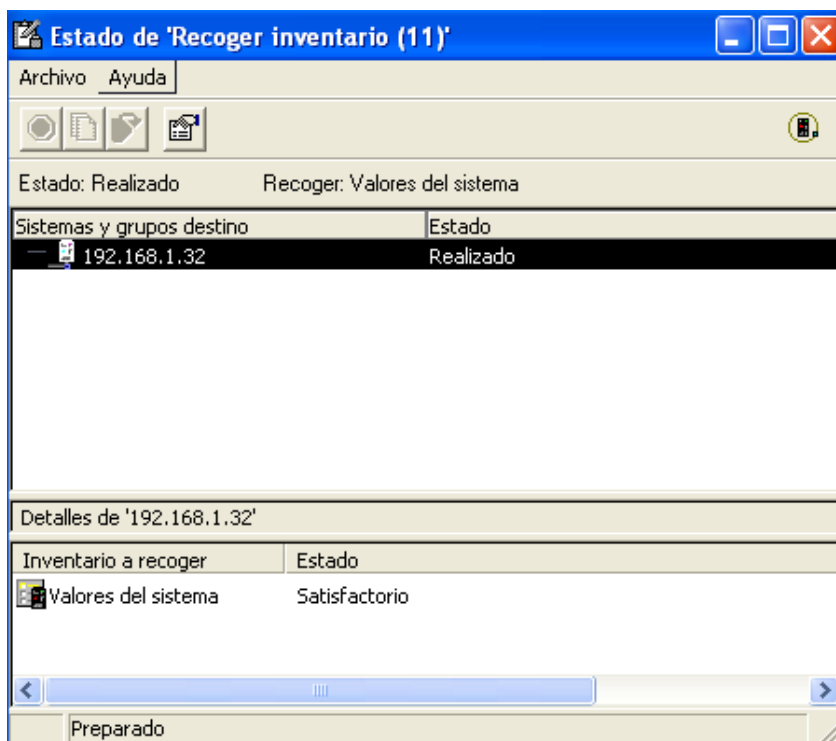 Estado de 'Recoger inventario (11)'
Archivo Ayuda
Estado: Realizado Recoger: Valores del sistema
Sistemas y grupos destino Estado
192.168.1.32 Realizado
Detalles de '192.168.1.32'
Inventario a recoger Estado
Valores del sistema Satisfactorio
Preparado